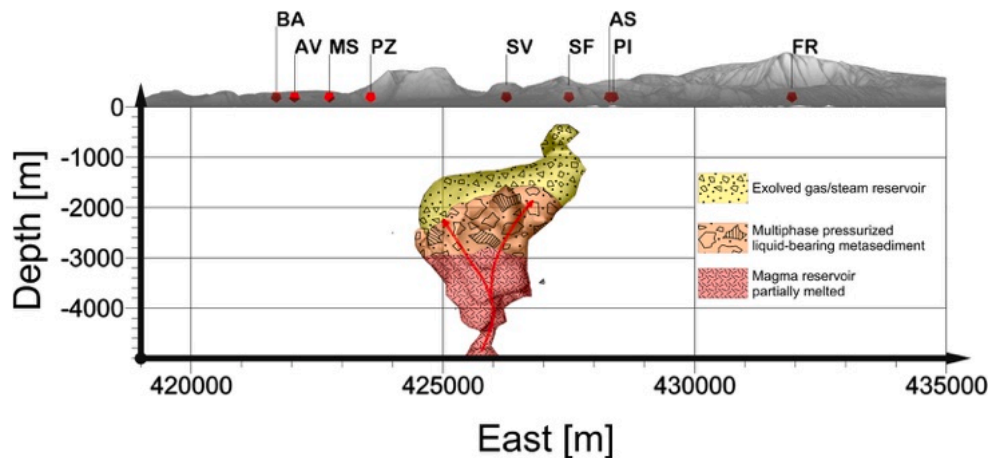 BA AS
AV MS PZ SV SF PI FR
0
-1000
-2000
-3000
-4000
Depth [m]
Exolved gas/steam reservoir
Multiphase pressurized
liquid-bearing metasediment
Magma reservoir
partially melted
420000 425000 430000 435000
East [m]